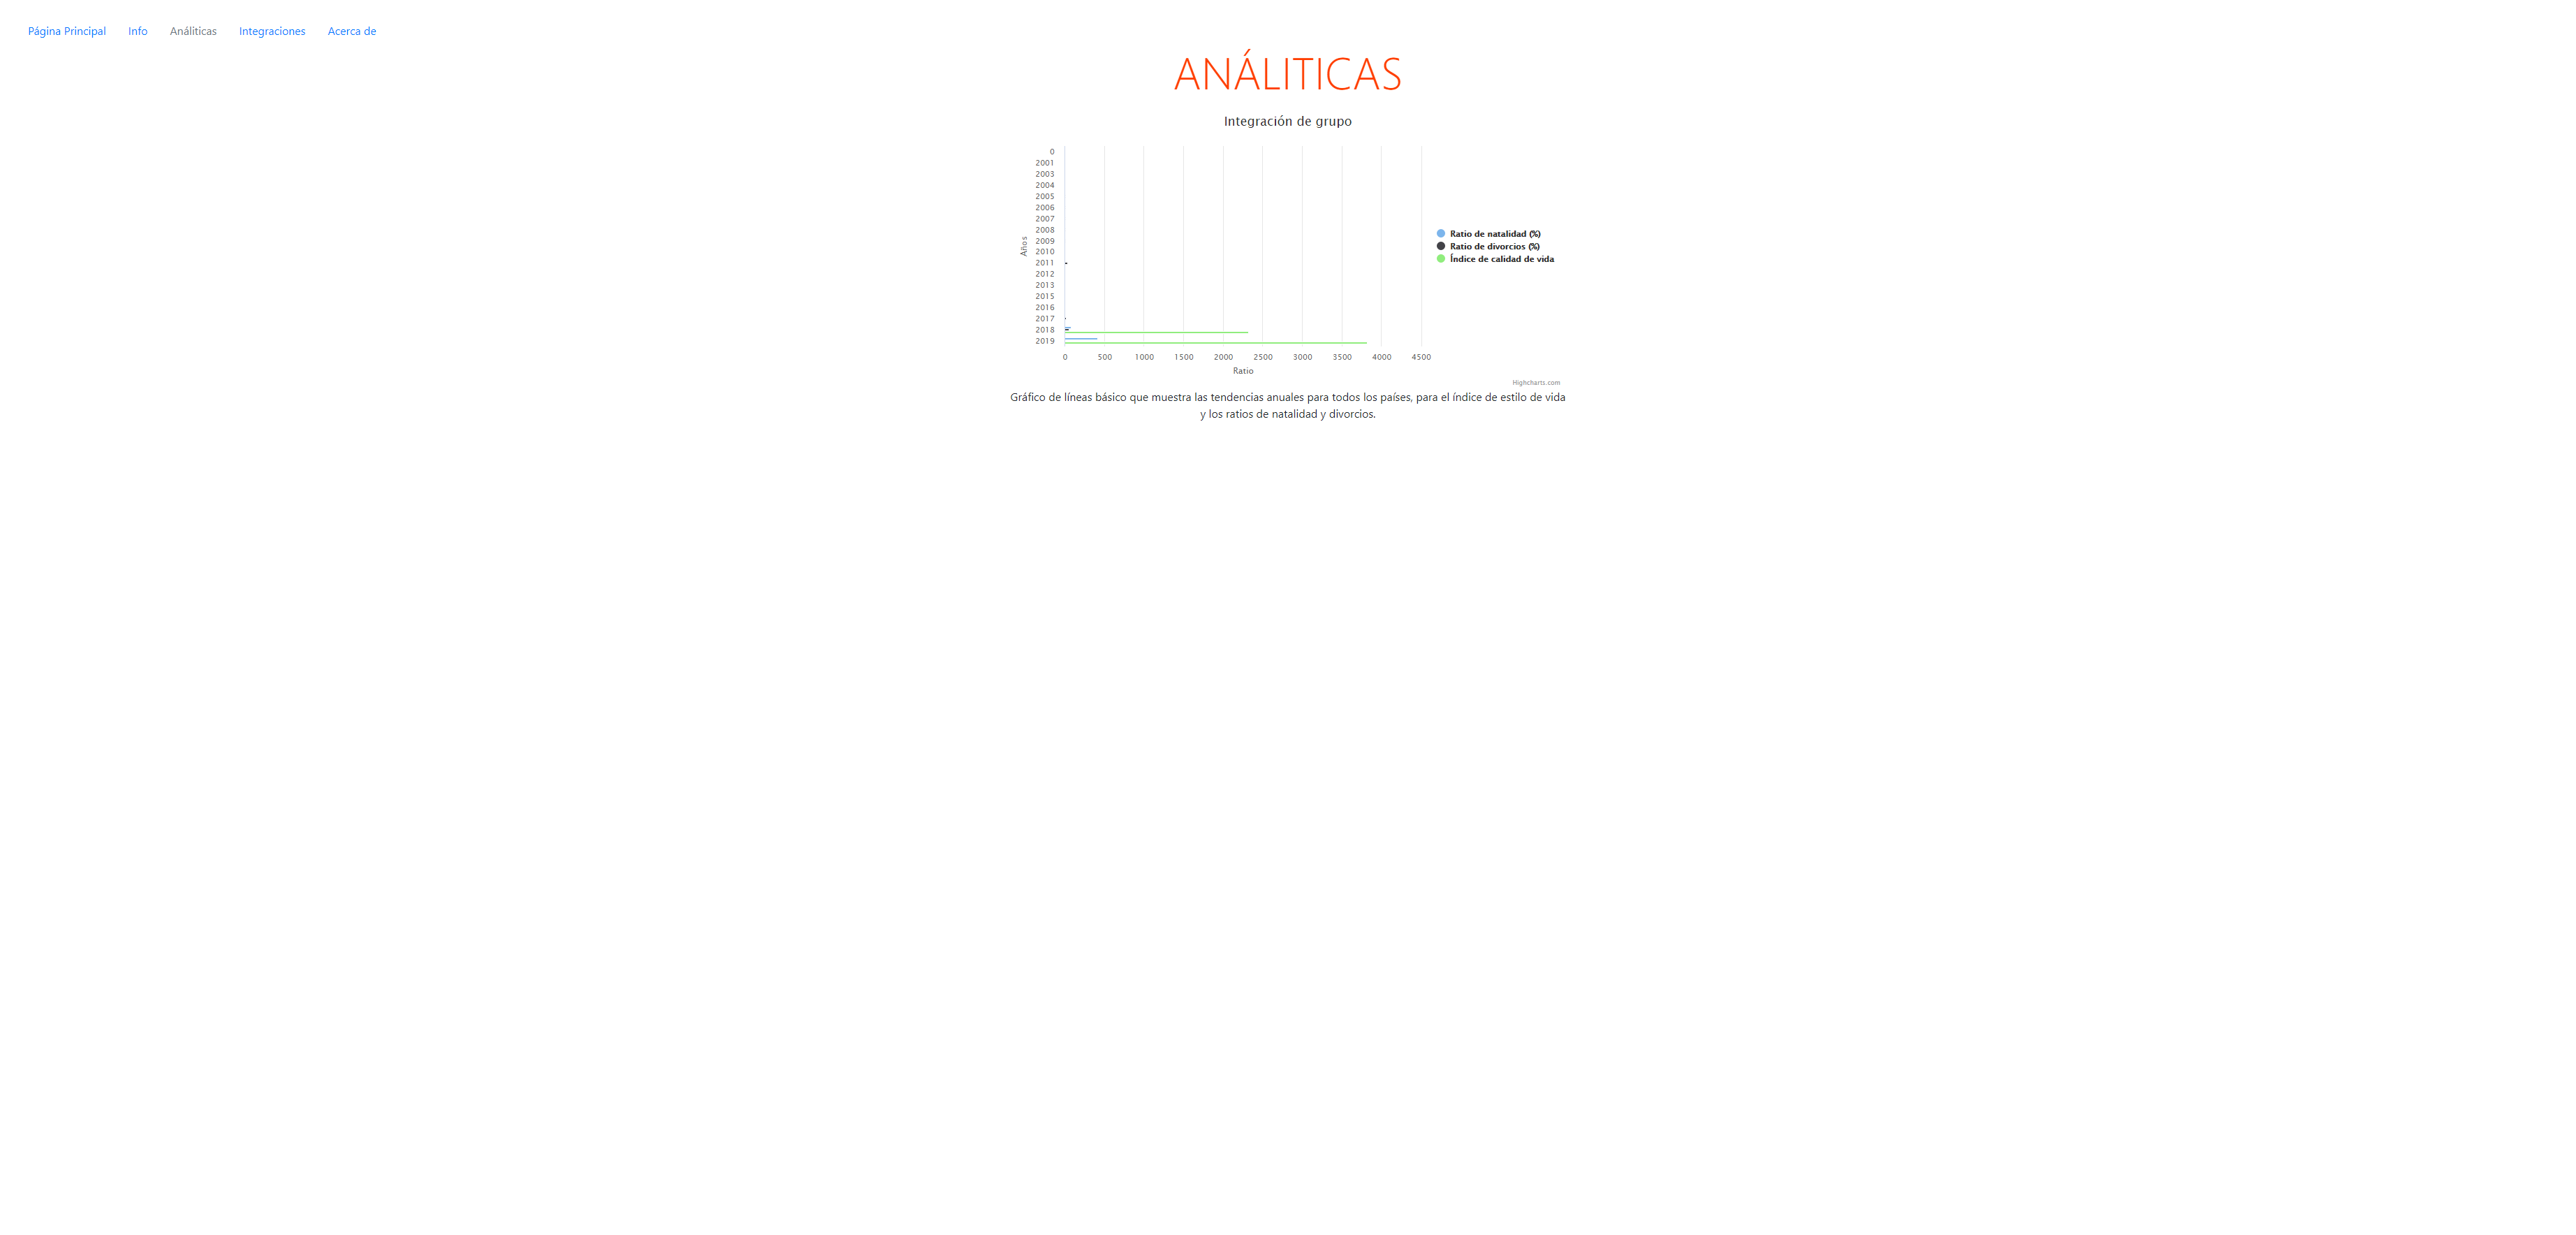 Página Principal Info Análiticas Integraciones Acerca de
ANÁLITICAS
Integración de grupo
Años
0
2001
2003
2004
2005
2006
2007
2008
2009
2010
2011
2012
2013
2015
2016
2017
2018
2019
0 500 1000 1500 2000 2500 3000 3500 4000 4500
Ratio
Ratio de natalidad (%)
Ratio de divorcios (%)
Índice de calidad de vida
Highcharts.com
Gráfico de líneas básico que muestra las tendencias anuales para todos los países, para el índice de estilo de vida
y los ratios de natalidad y divorcios.